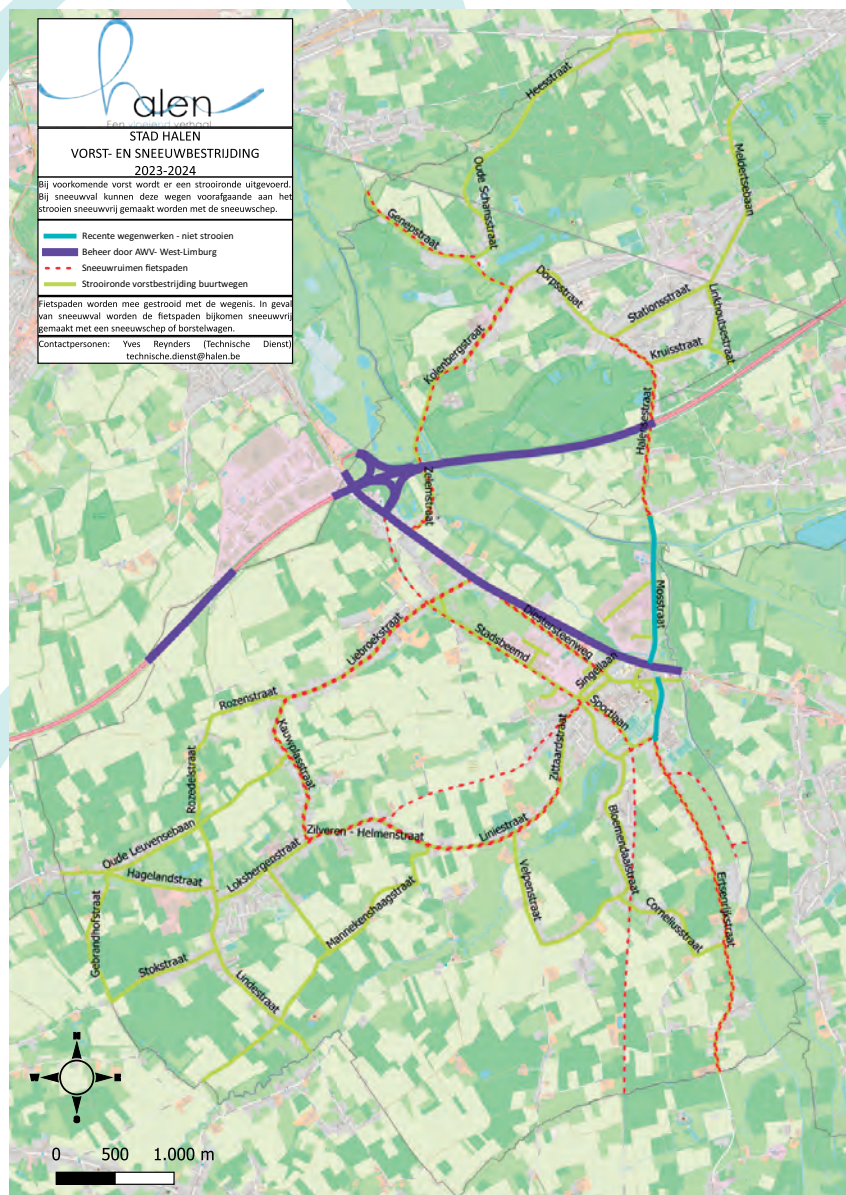 halen
Een vloeiend verhaal
STAD HALEN
VORST- EN SNEEUWBESTRIJDING
2023-2024
Bij voorkomende vorst wordt er een strooironde uitgevoerd.
Bij sneeuwval kunnen deze wegen voorafgaande aan het
strooien sneeuwvrij gemaakt worden met de sneeuwschep.
Recente wegenwerken - niet strooien
Beheer door AWV- West-Limburg
Sneeuwruimen fietspaden
Strooironde vorstbestrijding buurtwegen
Fietspaden worden mee gestrooid met de wegenis. In geval
van sneeuwval worden de fietspaden bijkomen sneeuwvrij
gemaakt met een sneeuwschep of borstelwagen.
Contactpersonen: Yves Reynders (Technische Dienst)
technische.dienst@halen.be
Heesstraat
Meldertsebaan
Oude Schansstraat
Genepstraat
Dorpsstraat
Stationsstraat
Linkhoutsestraat
Kruisstraat
Kolenbergstraat
Halensestraat
Zelemstraat
Mosstraat
Diestersteenweg
Liebroekstraat
Stadsbeemd
Singellaan
Sportlaan
Rozenstraat
Kauwplasstraat
Zittaardstraat
Rozedelstraat
Zilveren - Helmenstraat
Liniestraat
Bloemendaalstraat
Oude Leuvensebaan
Loksbergenstraat
Hagelandstraat
Velpenstraat
Ertsenrijkstraat
Mannekenshaagstraat
Corneliusstraat
Gebrandhofstraat
Stokstraat
Lindestraat
N
W
O
0 500 1.000 m